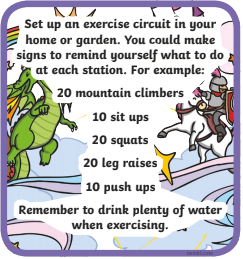 Set up an exercise circuit in your
home or garden. You could make
signs to remind yourself what to do
at each station. For example:
20 mountain climbers
10 sit ups
20 squats
20 leg raises
10 push ups
Remember to drink plenty of water
when exercising.